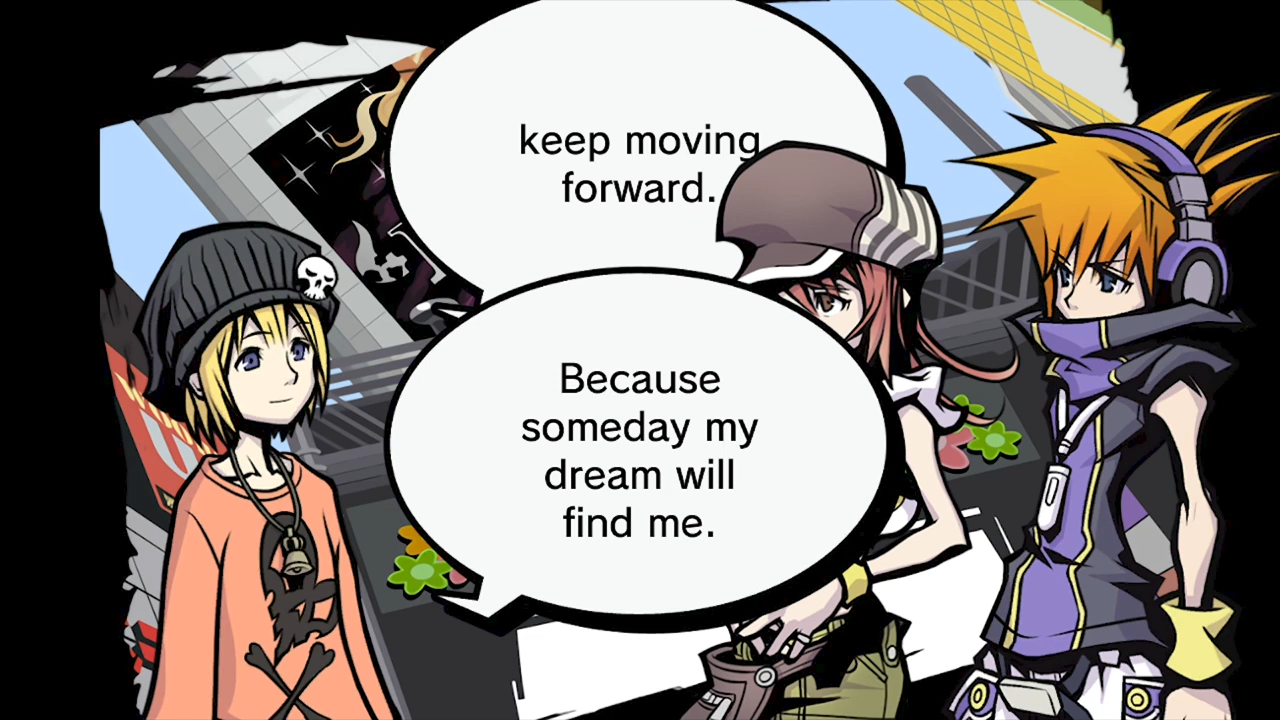 keep moving
forward.
Because
someday my
dream will
find me.